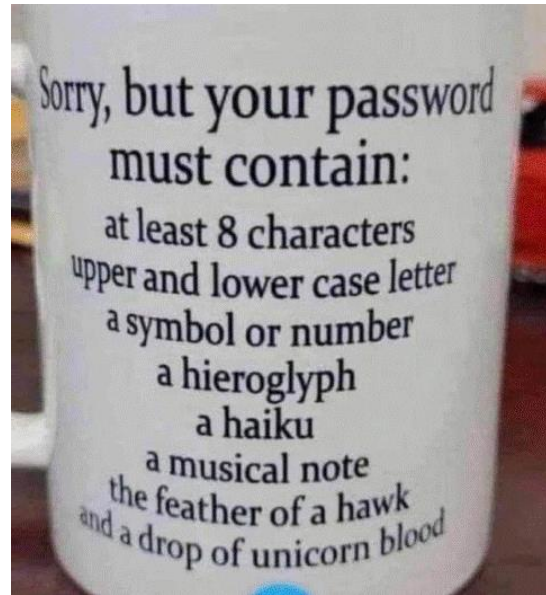 Sorry, but your password
must contain:
at least 8 characters
upper and lower case letter
a symbol or number
a hieroglyph
a haiku
a musical note
the feather of a hawk
and a drop of unicorn blood